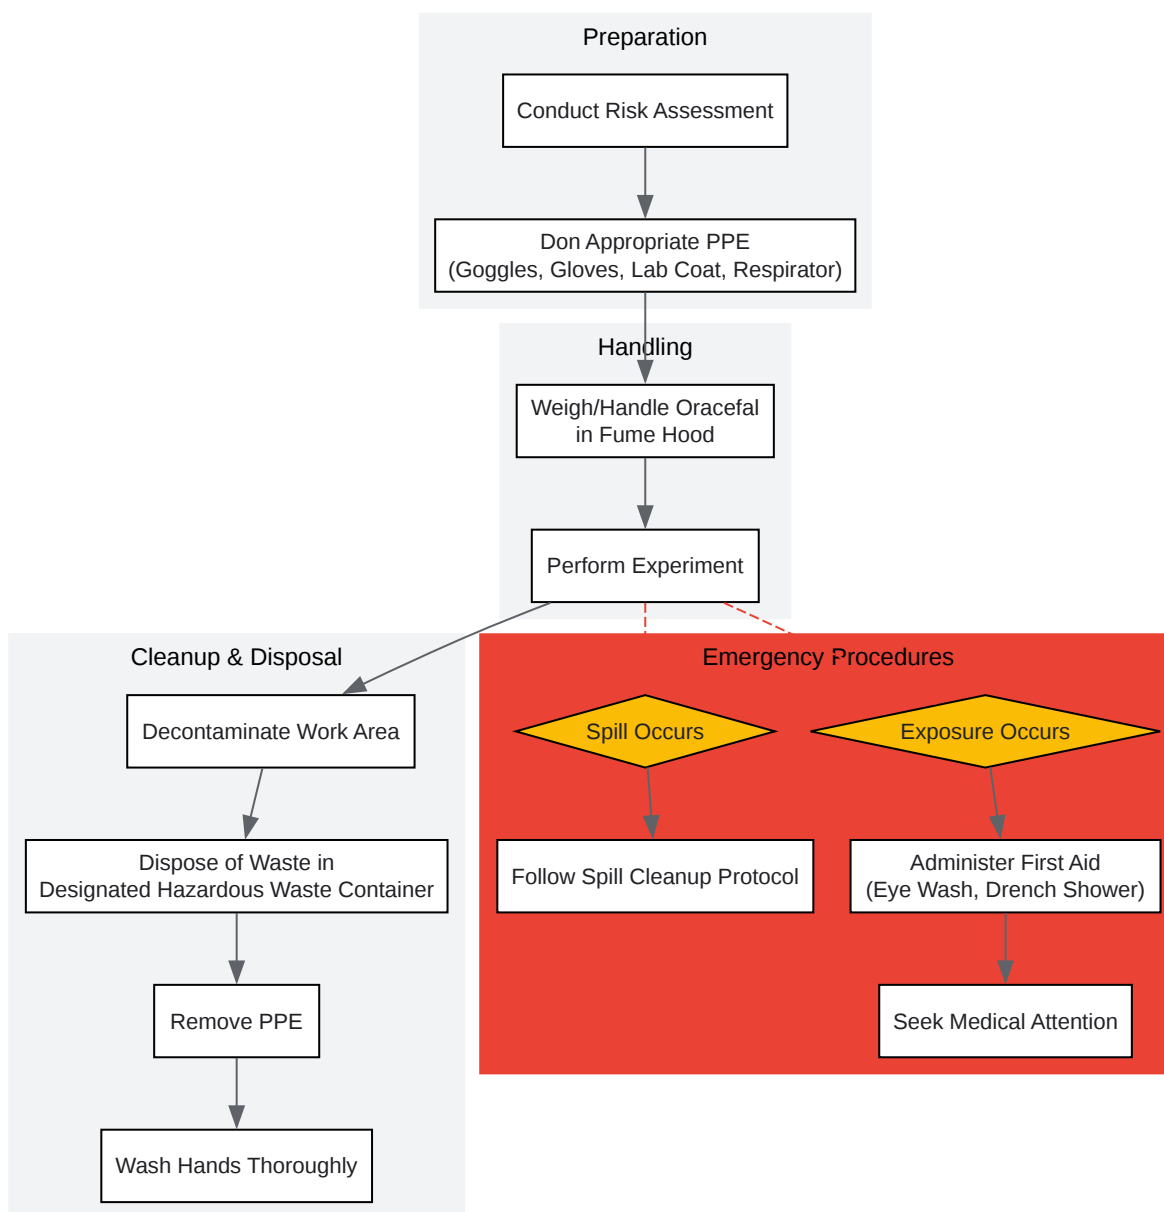 Preparation
Conduct Risk Assessment
Don Appropriate PPE
(Goggles, Gloves, Lab Coat, Respirator)
Handling
Weigh/Handle Oracefal
in Fume Hood
Perform Experiment
Cleanup & Disposal
Decontaminate Work Area
Dispose of Waste in
Designated Hazardous Waste Container
Remove PPE
Wash Hands Thoroughly
Emergency Procedures
Spill Occurs
Exposure Occurs
Follow Spill Cleanup Protocol
Administer First Aid
(Eye Wash, Drench Shower)
Seek Medical Attention